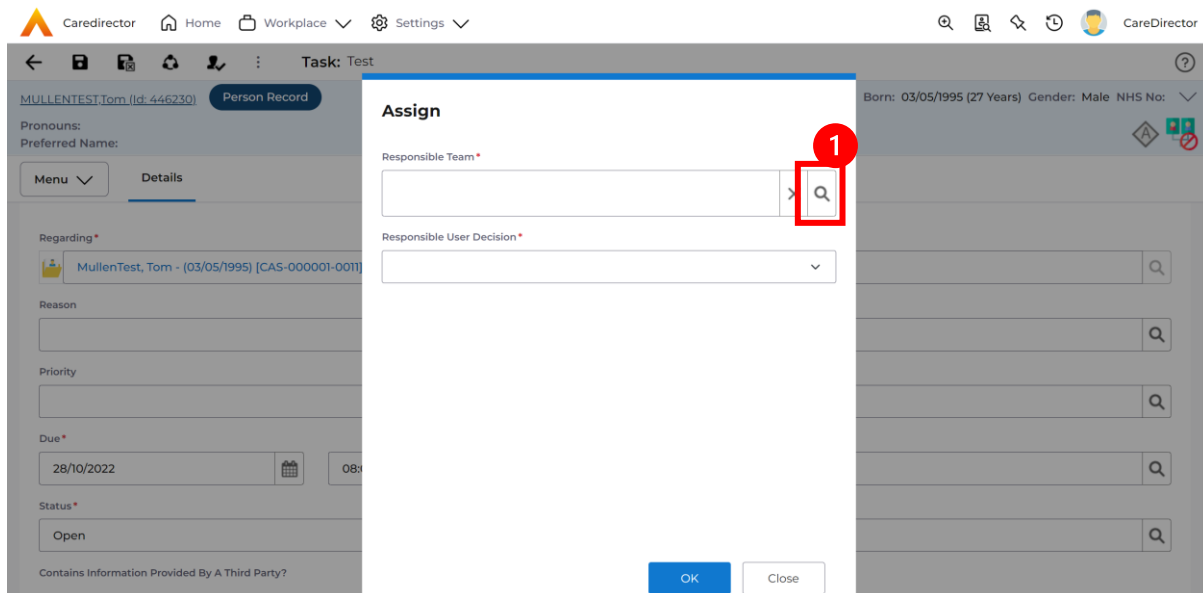 Caredirector Home Workplace Settings CareDirector
Task: Test
MULLENTEST,Tom (Id: 446230) Person Record Born: 03/05/1995 (27 Years) Gender: Male NHS No:
Pronouns:
Preferred Name:
Menu Details
Assign
1
Responsible Team*
Responsible User Decision*
OK Close
Regarding*
MullenTest, Tom - (03/05/1995) [CAS-000001-0011]
Reason
Priority
Due*
28/10/2022
Status*
Open
Contains Information Provided By A Third Party?